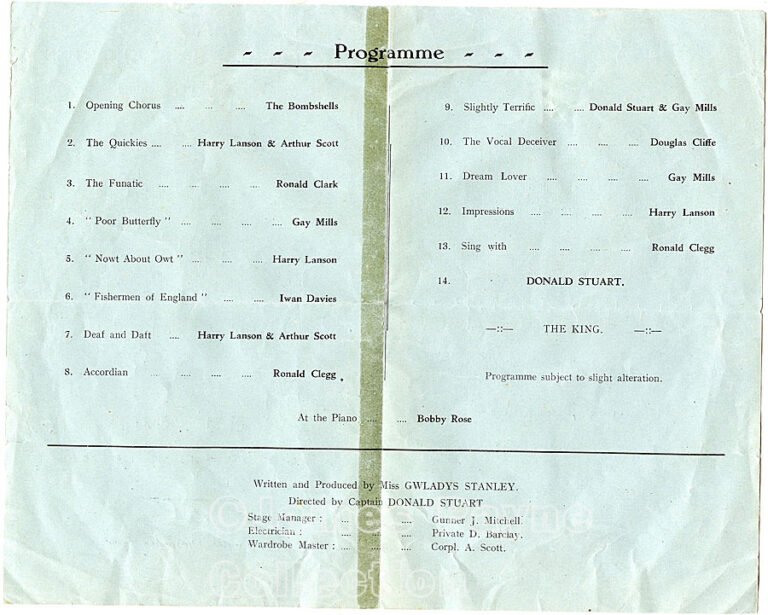 - - - Programme - - -
1. Opening Chorus .... ... .... The Bombshells
2. The Quickies .... .... Harry Lanson & Arthur Scott
3. The Funatic .... .... .... .... Ronald Clark
4. " Poor Butterfly " .... .... .... .... Gay Mills
5. " Nowt About Owt " .... .... .... Harry Lanson
6. " Fishermen of England " .... .... Iwan Davies
7. Deaf and Daft .... Harry Lanson & Arthur Scott
8. Accordian .... .... .... .... Ronald Clegg
9. Slightly Terrific .... .... Donald Stuart & Gay Mills
10. The Vocal Deceiver .... .... .... Douglas Cliffe
11. Dream Lover .... .... .... .... Gay Mills
12. Impressions .... .... .... .... Harry Lanson
13. Sing with .... .... .... .... Ronald Clegg
14. DONALD STUART.
—::— THE KING. —::—
Programme subject to slight alteration.
At the Piano .... .... Bobby Rose
Written and Produced by Miss GWLADYS STANLEY.
Directed by Captain DONALD STUART
Stage Manager : ... .... .... Gunner J. Mitchell.
Electrician : ... .... .... Private D. Barclay.
Wardrobe Master : .... .... .... Corpl. A. Scott.
Collection